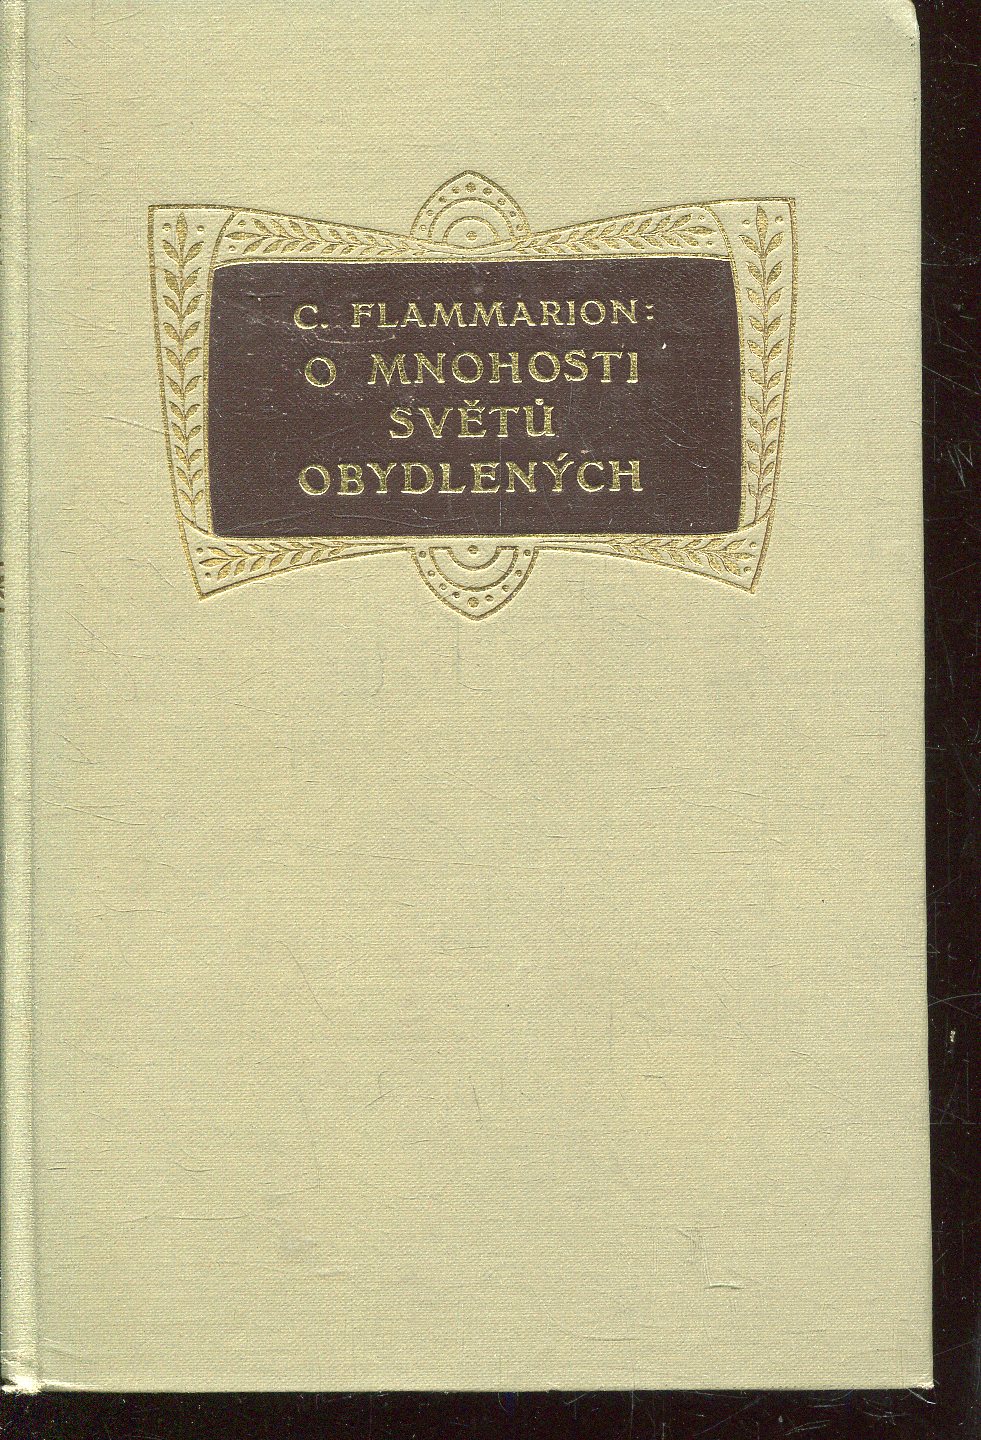 C. FLAMMARION:
O MNOHOSTI
SVĚTŮ
OBYDLENÝCH